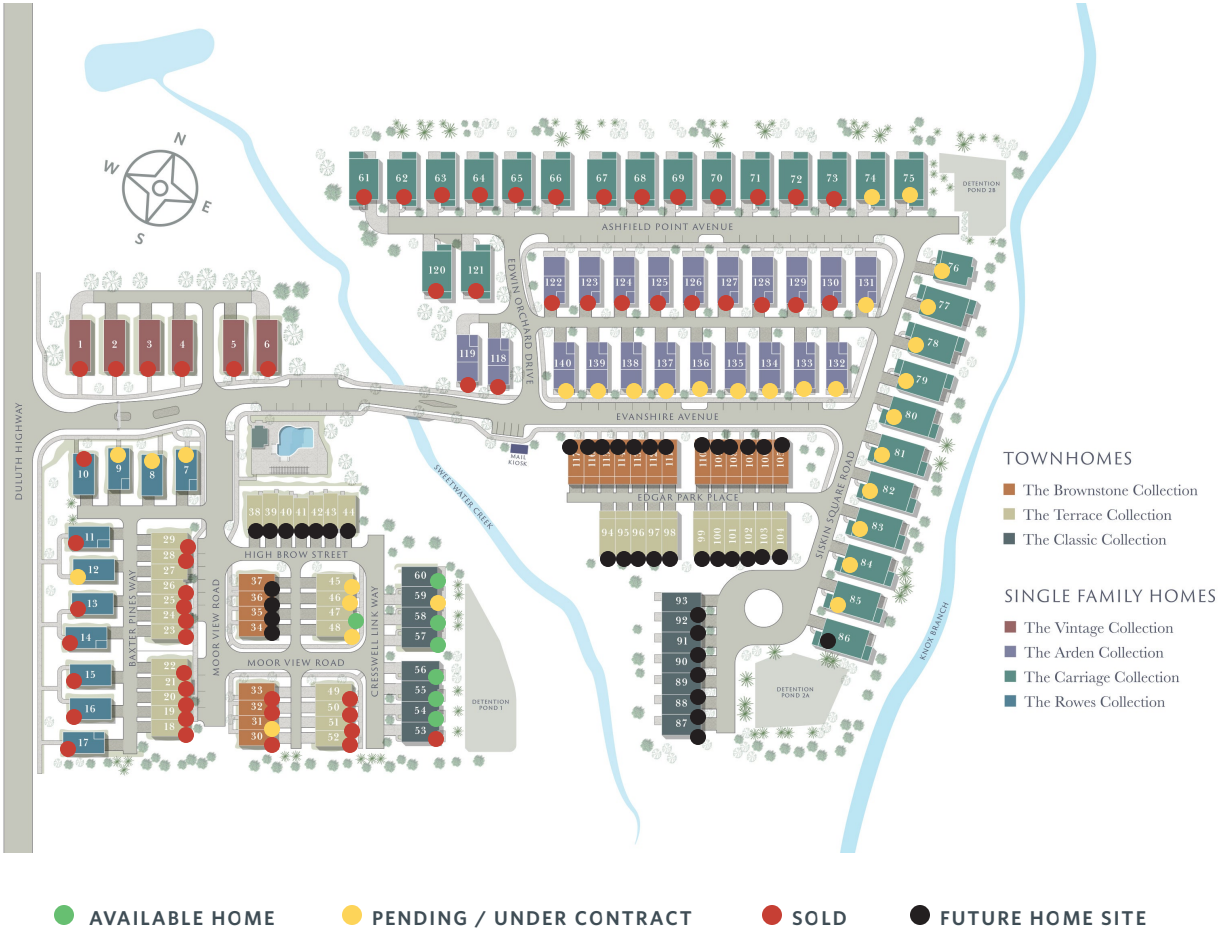 N
W
E
S
61 62 63 64 65 66 67 68 69 70 71 72 73 74 75
DETENTION
POND 2B
ASHFIELD POINT AVENUE
120 121
EDWIN ORCHARD DRIVE
122 123 124 125 126 127 128 129 130 131
76
77
78
79
80
81
82
83
84
85
86
1 2 3 4 5 6
119 118
140 139 138 137 136 135 134 133 132
EVANSHIRE AVENUE
DULUTH HIGHWAY
MAIL
KIOSK
10 9 8 7
SWEETWATER CREEK
EDGAR PARK PLACE
SISKIN SQUARE ROAD
94 95 96 97 98 99 100 101 102 103 104
38 39 40 41 42 43 44
HIGH BROW STREET
11
12
13
14
15
16
17
BAXTER PINES WAY
29
28
27
26
25
24
23
22
21
20
19
18
MOOR VIEW ROAD
37
36
35
34
45
46
47
48
MOOR VIEW ROAD
33
32
31
30
49
50
51
52
CRESSWELL LINK WAY
60
59
58
57
56
55
54
53
DETENTION
POND 1
93
92
91
90
89
88
87
DETENTION
POND 2A
KNOX BRANCH
TOWNHOMES
The Brownstone Collection
The Terrace Collection
The Classic Collection
SINGLE FAMILY HOMES
The Vintage Collection
The Arden Collection
The Carriage Collection
The Rowes Collection
AVAILABLE HOME
PENDING / UNDER CONTRACT
SOLD
FUTURE HOME SITE